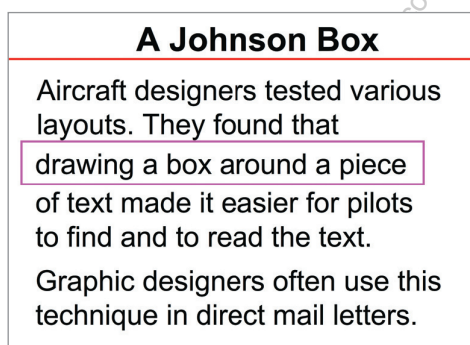 A Johnson Box
Aircraft designers tested various
layouts. They found that
drawing a box around a piece
of text made it easier for pilots
to find and to read the text.
Graphic designers often use this
technique in direct mail letters.